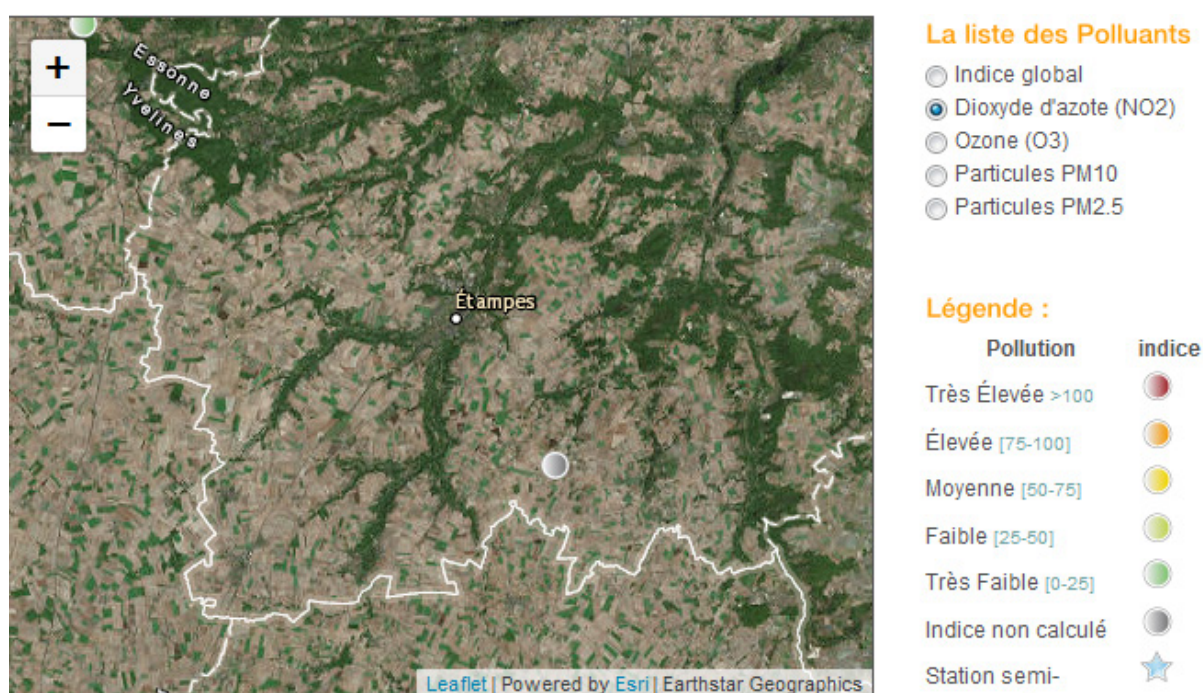 +
−
Essonne
Yvelines
Étampes
Leaflet | Powered by Esri | Earthstar Geographics
La liste des Polluants
Indice global
Dioxyde d'azote (NO2)
Ozone (O3)
Particules PM10
Particules PM2.5
Légende :
Pollution indice
Très Élevée >100
Élevée [75-100]
Moyenne [50-75]
Faible [25-50]
Très Faible [0-25]
Indice non calculé
Station semi-